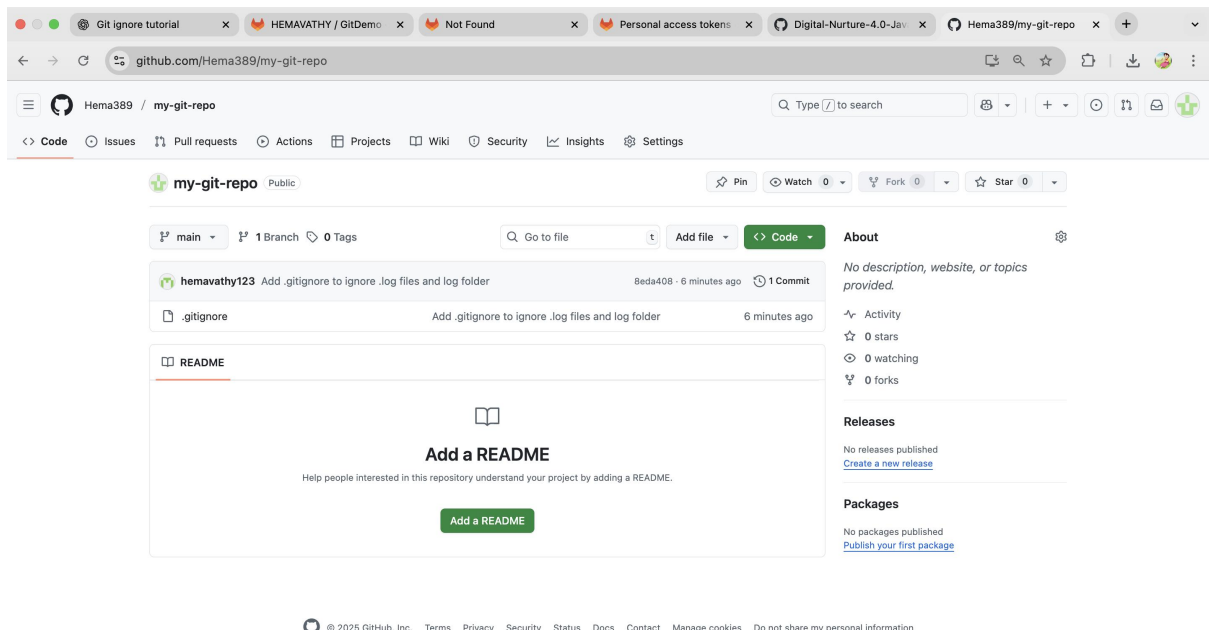 Git ignore tutorial
HEMAVATHY / GitDemo
Not Found
Personal access tokens
Digital-Nurture-4.0-Jav
Hema389/my-git-repo
github.com/Hema389/my-git-repo
Hema389 / my-git-repo
Type / to search
Code Issues Pull requests Actions Projects Wiki Security Insights Settings
my-git-repo Public
Pin Watch 0 Fork 0 Star 0
main 1 Branch 0 Tags Go to file t Add file Code
hemavathy123 Add .gitignore to ignore .log files and log folder 8eda408 · 6 minutes ago 1 Commit
.gitignore Add .gitignore to ignore .log files and log folder 6 minutes ago
README
Add a README
Help people interested in this repository understand your project by adding a README.
Add a README
About
No description, website, or topics
provided.
Activity
0 stars
0 watching
0 forks
Releases
No releases published
Create a new release
Packages
No packages published
Publish your first package
© 2025 GitHub, Inc. Terms Privacy Security Status Docs Contact Manage cookies Do not share my personal information